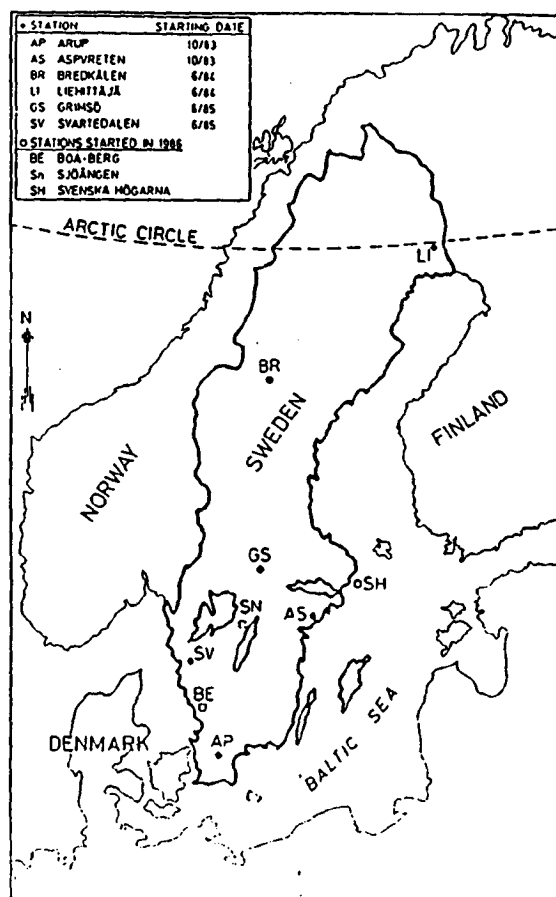 • STATION STARTING DATE
AP ARUP 10/83
AS ASPVRETEN 10/83
BR BREDKÄLEN 6/84
LI LIEHITTÄJÄ 6/84
GS GRIMSÖ 6/85
SV SVARTEDALEN 6/85
STATIONS STARTED IN 1986
BE BOA-BERG
Sn SJÖÄNGEN
SH SVENSKA HÖGARNA
ARCTIC CIRCLE
LI
N
BR
SWEDEN
FINLAND
NORWAY
GS
SH
SN
AS
SV
BE
DENMARK
AP
BALTIC SEA